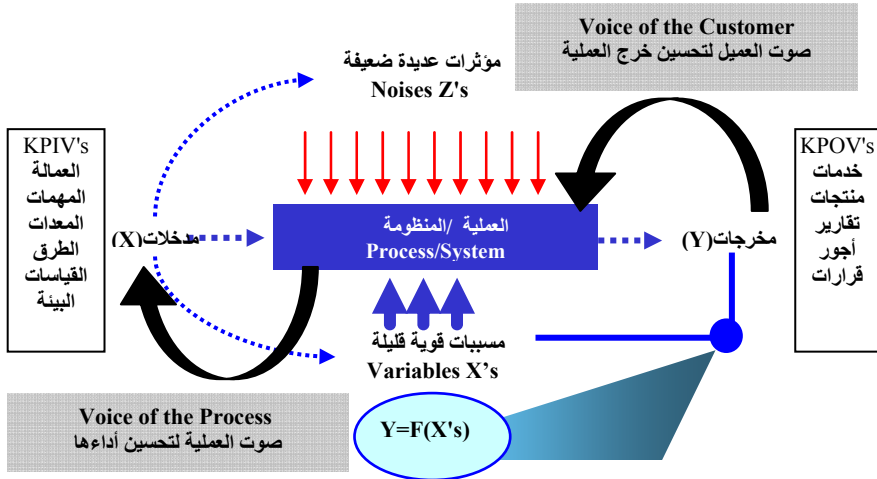 Voice of the Customer
صوت العميل لتحسين خرج العملية
مؤثرات عديدة ضعيفة
Noises Z's
KPIV's
العمالة
المهمات
المعدات
الطرق
القياسات
البيئة
مدخلات(X)
العملية /المنظومة
Process/System
مخرجات(Y)
KPOV's
خدمات
منتجات
تقارير
أجور
قرارات
مسببات قوية قليلة
Variables X’s
Voice of the Process
صوت العملية لتحسين أداءها
Y=F(X's)